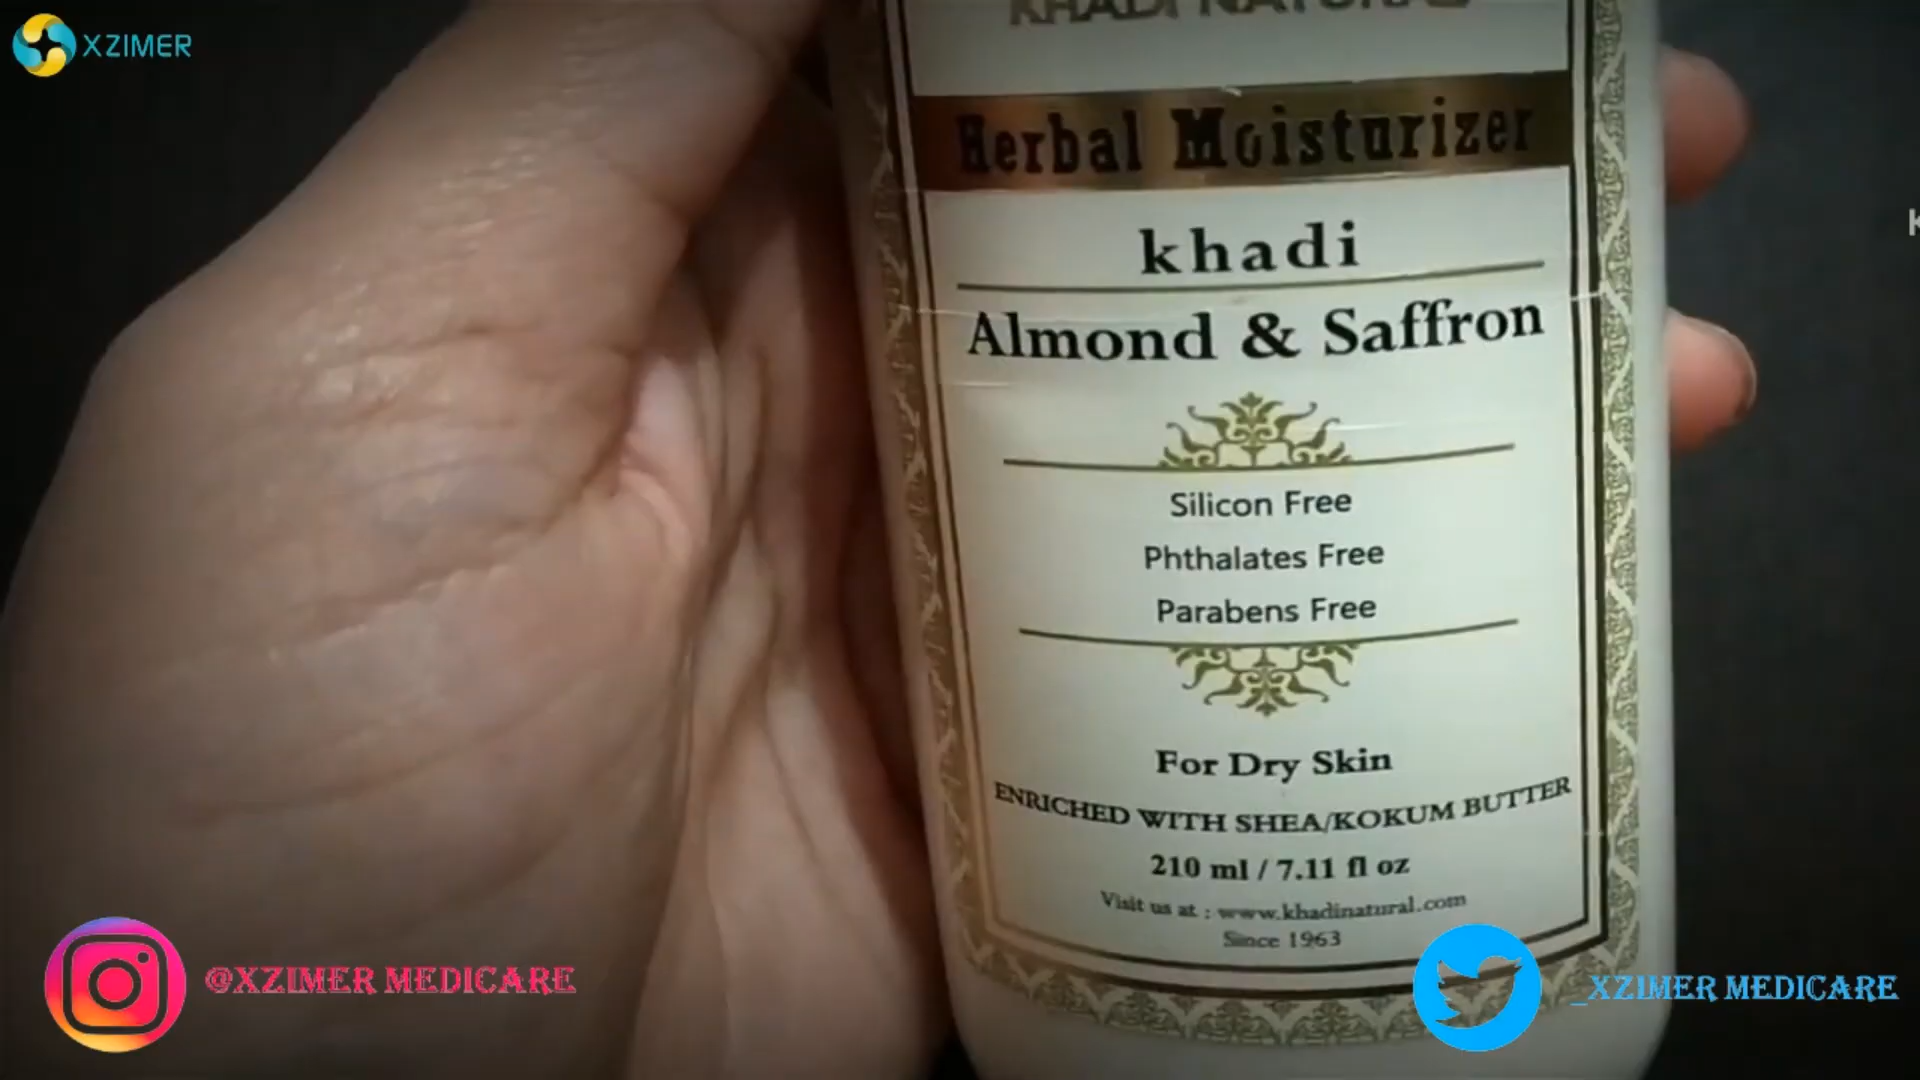 XZIMER
KHADI NATURAL
Herbal Moisturizer
khadi
Almond & Saffron
Silicon Free
Phthalates Free
Parabens Free
For Dry Skin
ENRICHED WITH SHEA/KOKUM BUTTER
210 ml / 7.11 fl oz
Visit us at : www.khadinatural.com
Since 1963
@XZIMER MEDICARE
_XZIMER MEDICARE